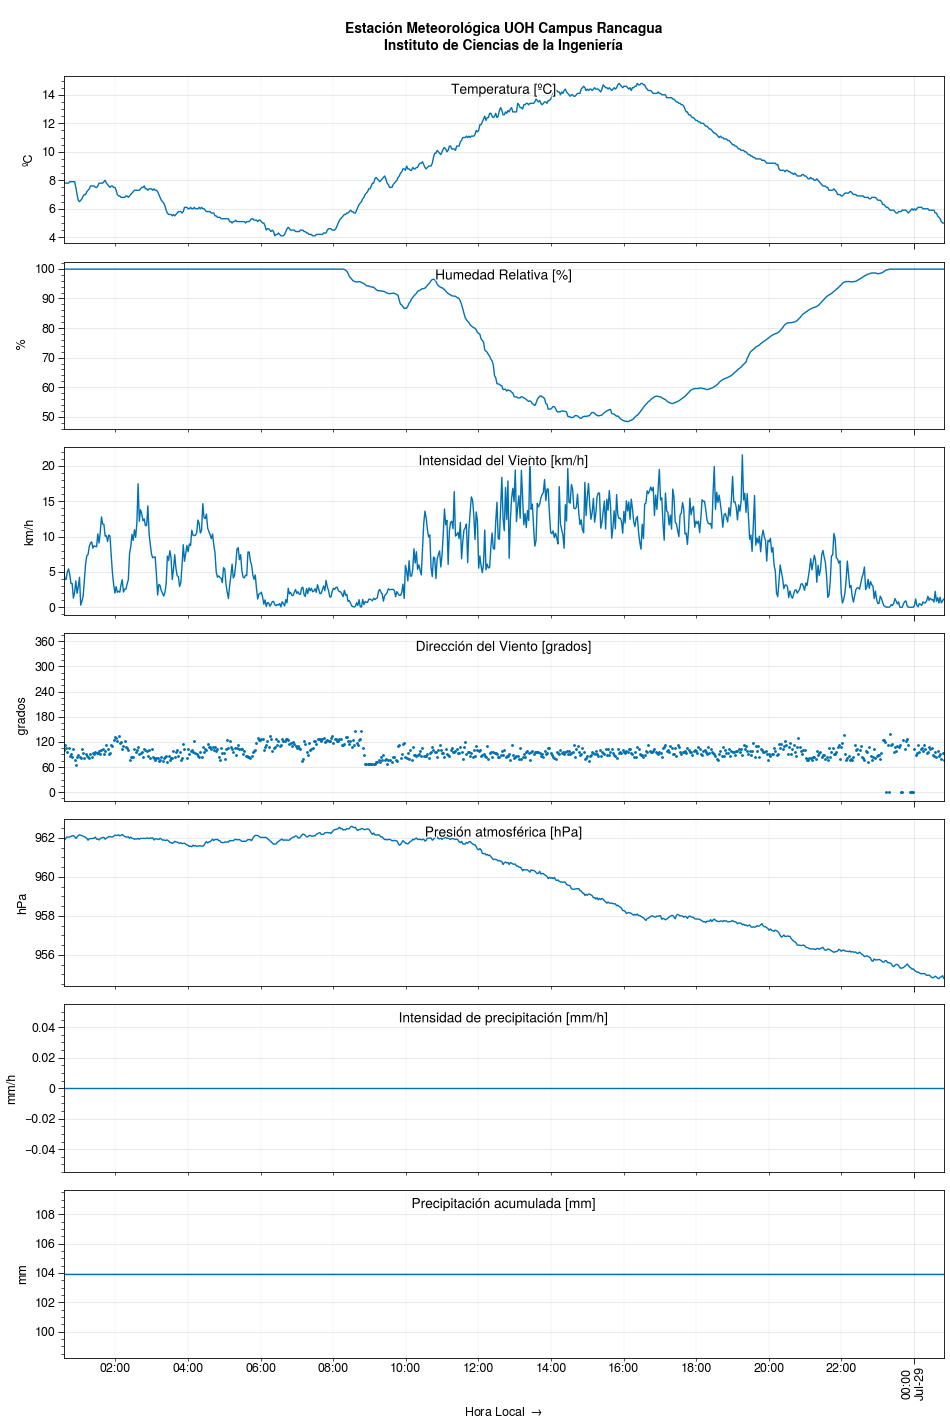 Estación Meteorológica UOH Campus Rancagua
Instituto de Ciencias de la Ingeniería
Temperatura [ºC]
ºC
14
12
10
8
6
4
Humedad Relativa [%]
%
100
90
80
70
60
50
Intensidad del Viento [km/h]
km/h
20
15
10
5
0
Dirección del Viento [grados]
grados
360
300
240
180
120
60
0
Presión atmosférica [hPa]
hPa
962
960
958
956
Intensidad de precipitación [mm/h]
mm/h
0.04
0.02
0
−0.02
−0.04
Precipitación acumulada [mm]
mm
108
106
104
102
100
02:00 04:00 06:00 08:00 10:00 12:00 14:00 16:00 18:00 20:00 22:00 00:00
Jul-29
Hora Local →